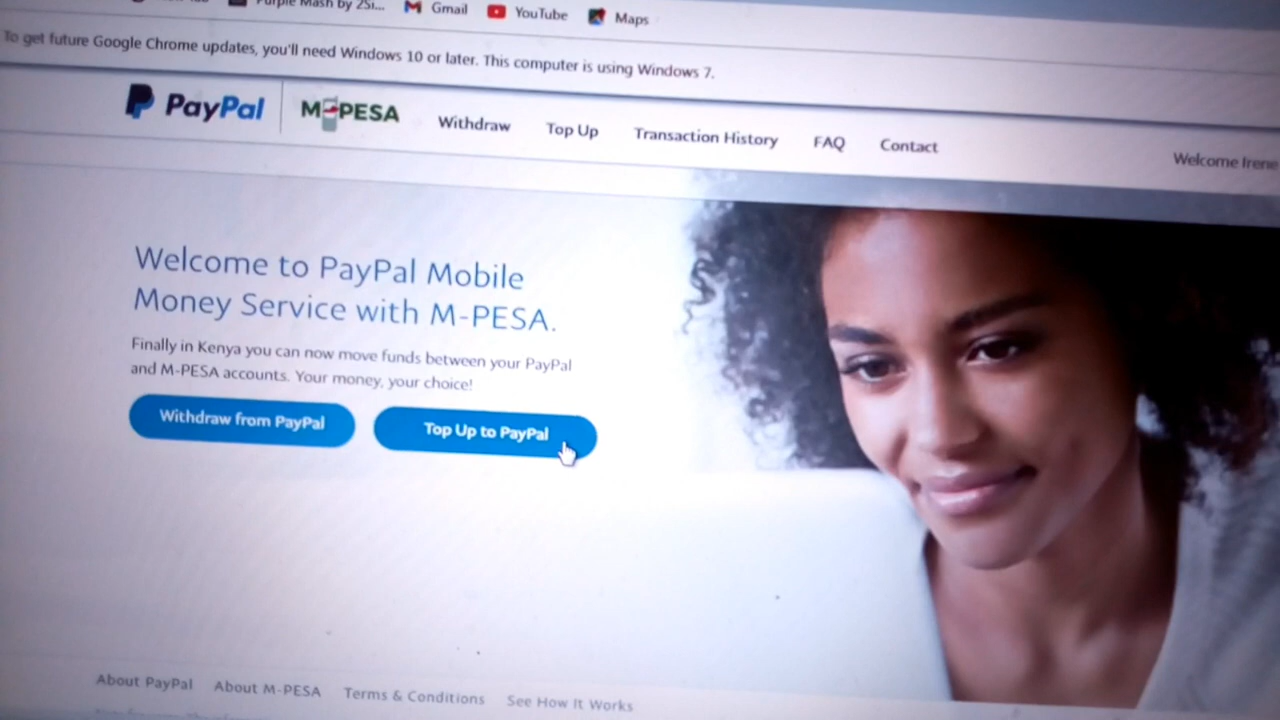 Purple Mash by 2Si...
Gmail
YouTube
Maps
To get future Google Chrome updates, you'll need Windows 10 or later. This computer is using Windows 7.
PayPal
M-PESA
Withdraw
Top Up
Transaction History
FAQ
Contact
Welcome Irene
Welcome to PayPal Mobile
Money Service with M-PESA.
Finally in Kenya you can now move funds between your PayPal
and M-PESA accounts. Your money, your choice!
Withdraw from PayPal
Top Up to PayPal
About PayPal
About M-PESA
Terms & Conditions
See How It Works